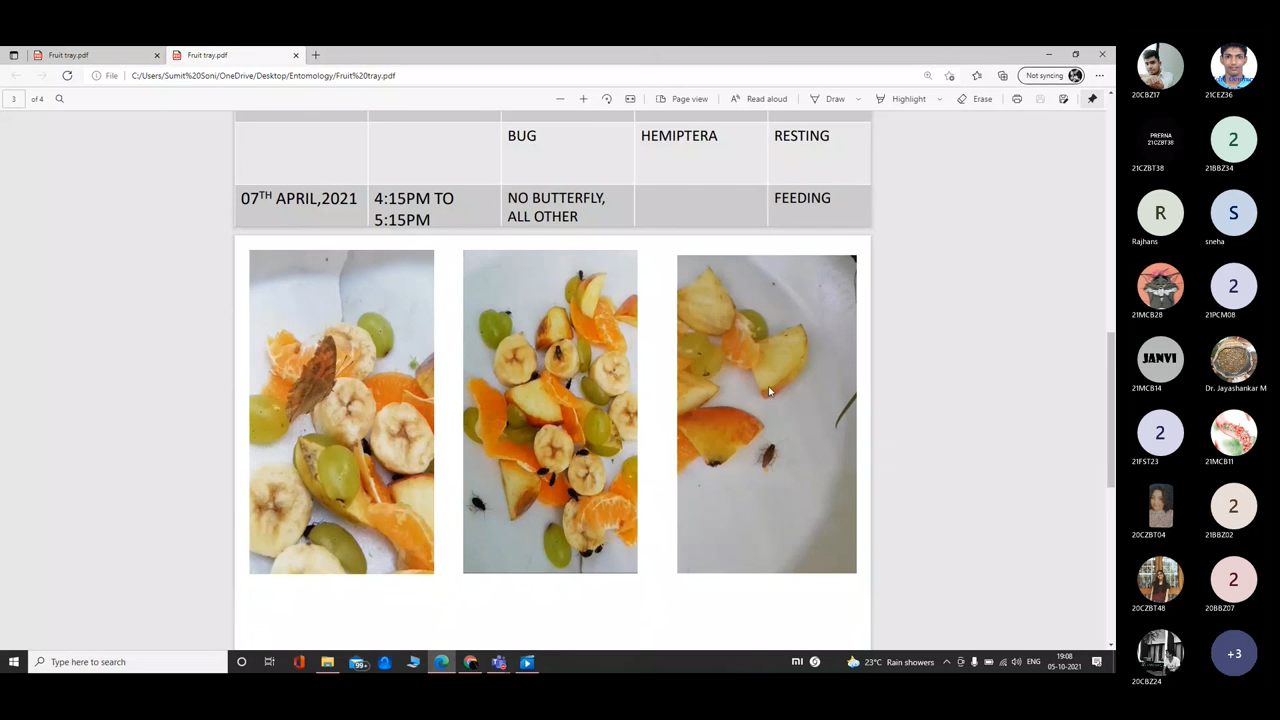 Fruit tray.pdf
Fruit tray.pdf
File
C:/Users/Sumit%20Soni/OneDrive/Desktop/Entomology/Fruit%20tray.pdf
Not syncing
3 of 4
Page view
Read aloud
Draw
Highlight
Erase
BUG HEMIPTERA RESTING
07TH APRIL,2021 4:15PM TO NO BUTTERFLY, FEEDING
5:15PM ALL OTHER
Type here to search
99+
mi
23°C Rain showers
ENG
19:08
05-10-2021
20CBZ17
21CEZ36
PRERNA
21CZBT38
21CZBT38
2
21BBZ34
R
Rajhans
S
sneha
21MCB28
2
21PCM08
JANVI
21MCB14
Dr. Jayashankar M
2
21FST23
21MCB11
20CZBT04
2
21BBZ02
20CZBT48
2
20BBZ07
20CBZ24
+3